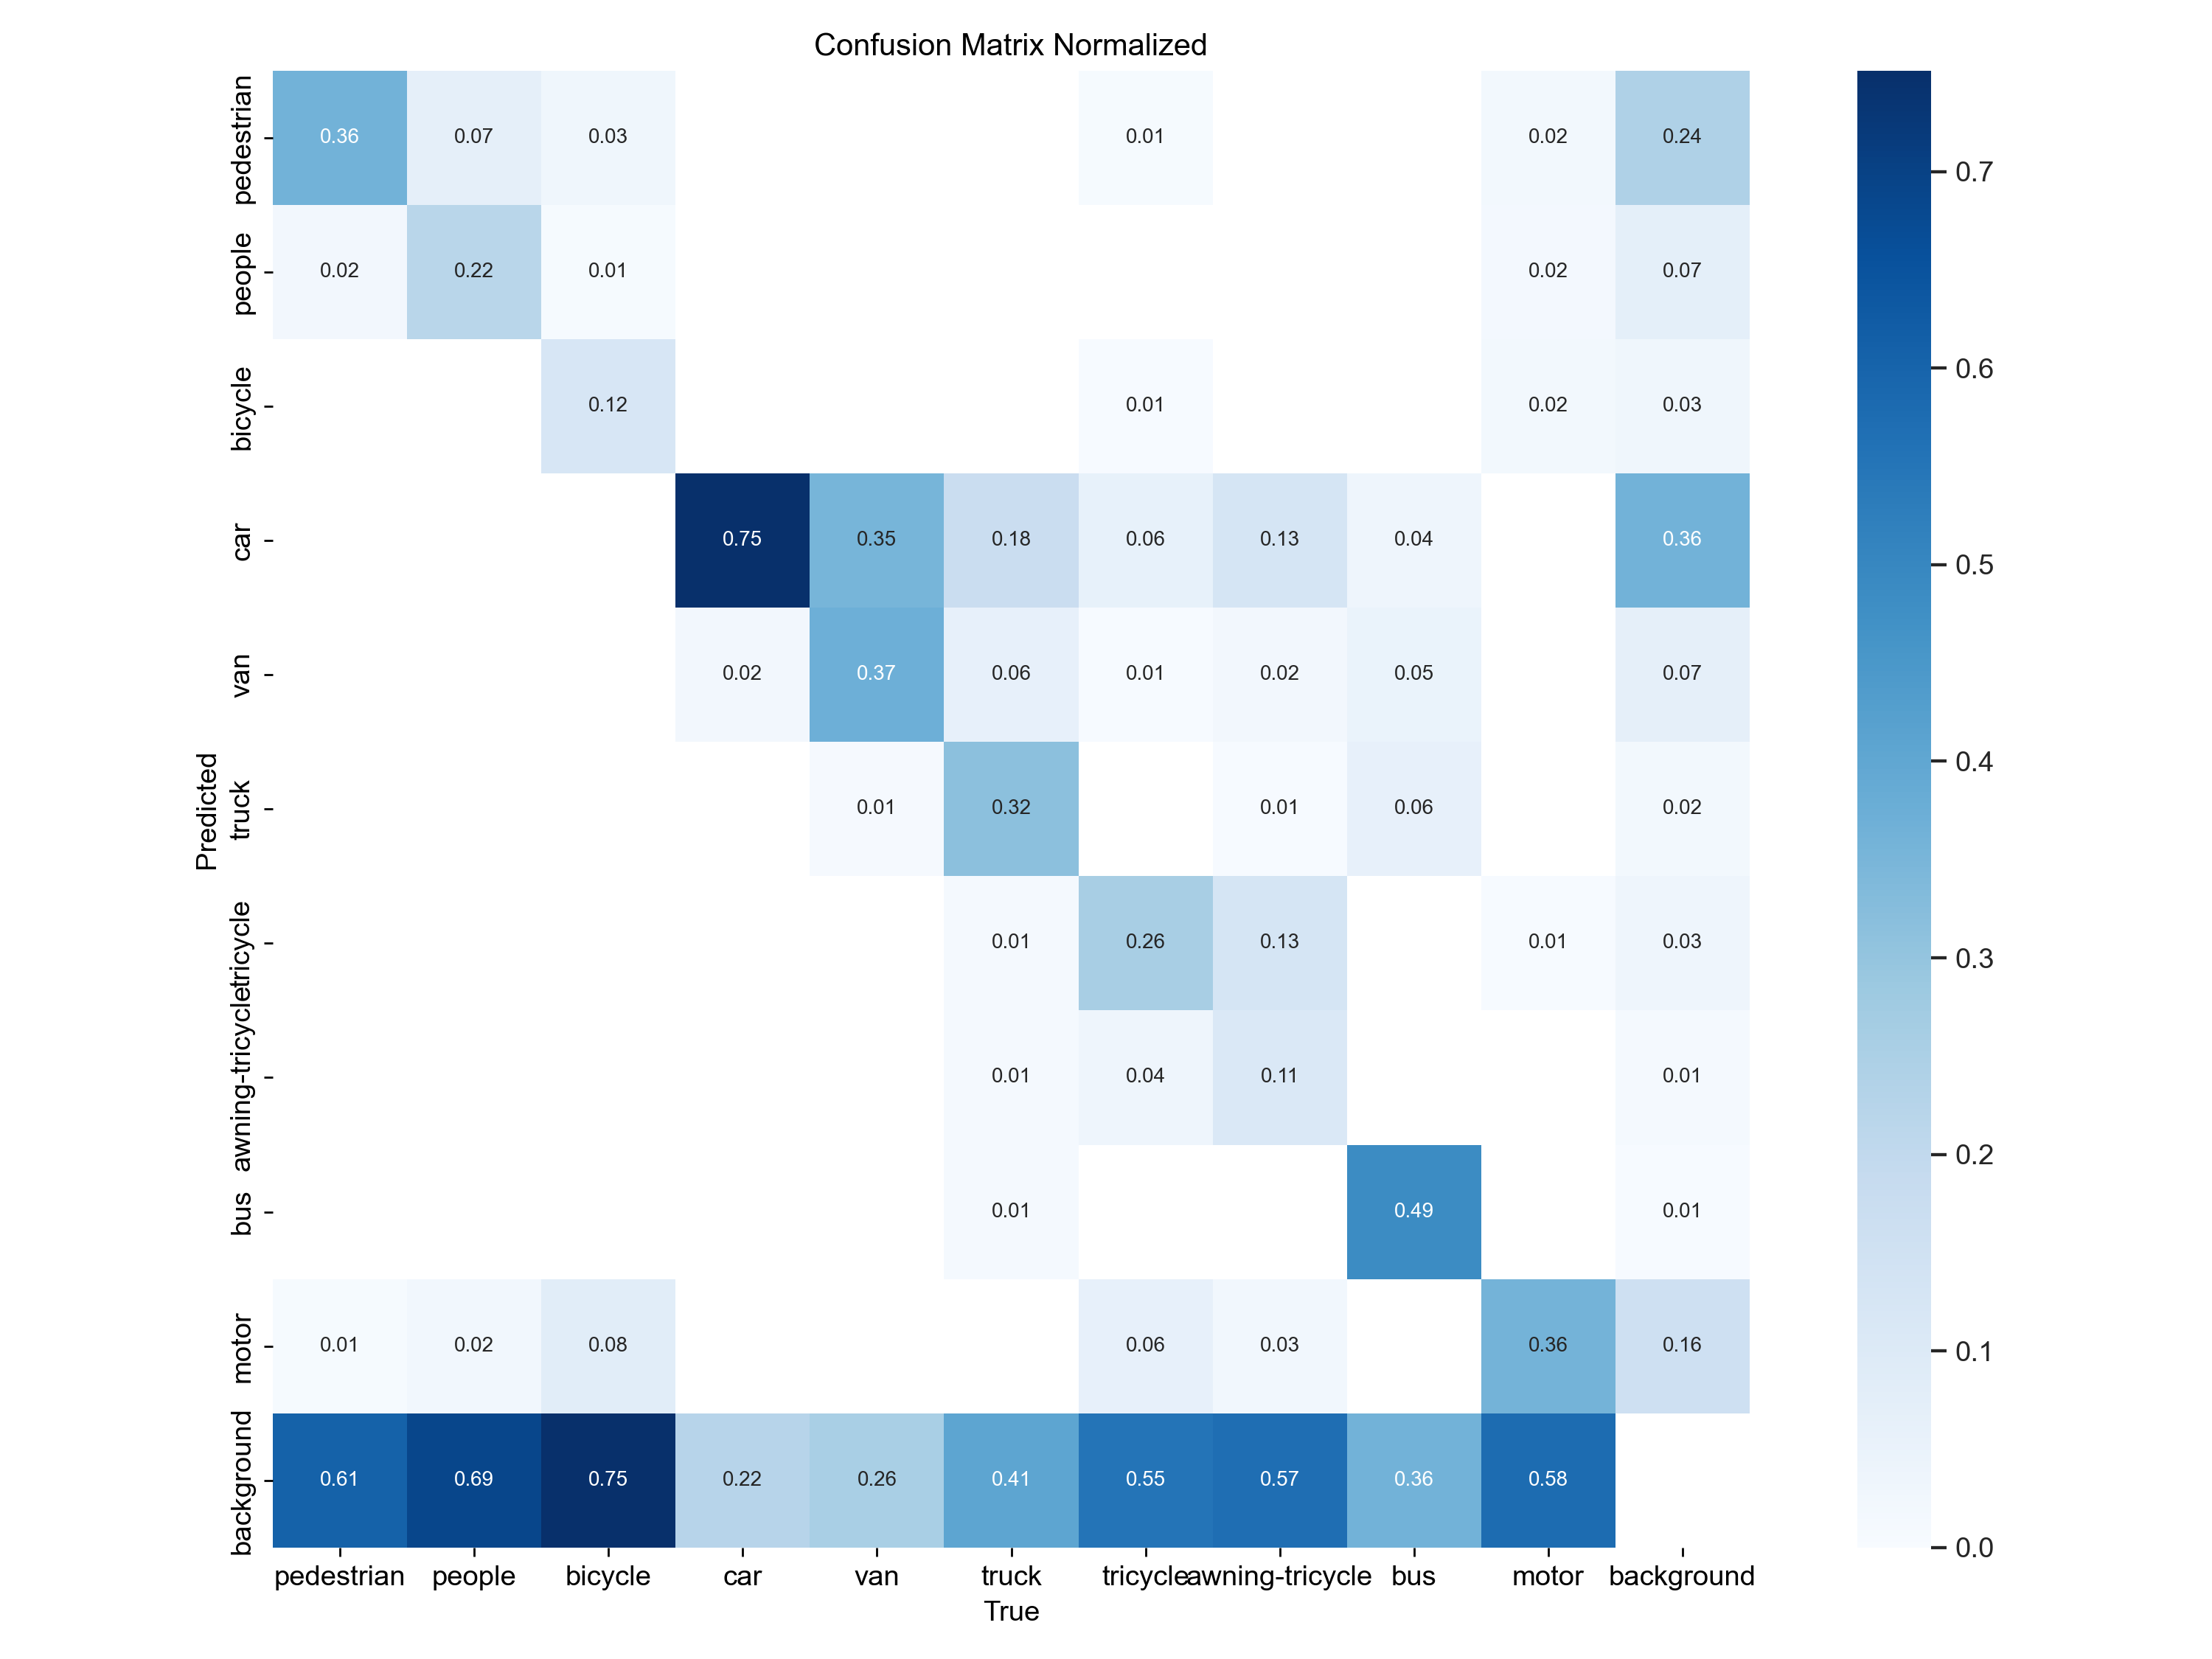 Confusion Matrix Normalized
pedestrian 0.36 0.07 0.03 0.01 0.02 0.24
people 0.02 0.22 0.01 0.02 0.07
bicycle 0.12 0.01 0.02 0.03
car 0.75 0.35 0.18 0.06 0.13 0.04 0.36
van 0.02 0.37 0.06 0.01 0.02 0.05 0.07
truck 0.01 0.32 0.01 0.06 0.02
tricycle 0.01 0.26 0.13 0.01 0.03
awning-tricycle 0.01 0.04 0.11 0.01
bus 0.01 0.49 0.01
motor 0.01 0.02 0.08 0.06 0.03 0.36 0.16
background 0.61 0.69 0.75 0.22 0.26 0.41 0.55 0.57 0.36 0.58
pedestrian people bicycle car van truck tricycle awning-tricycle bus motor background
True
Predicted
0.7
0.6
0.5
0.4
0.3
0.2
0.1
0.0